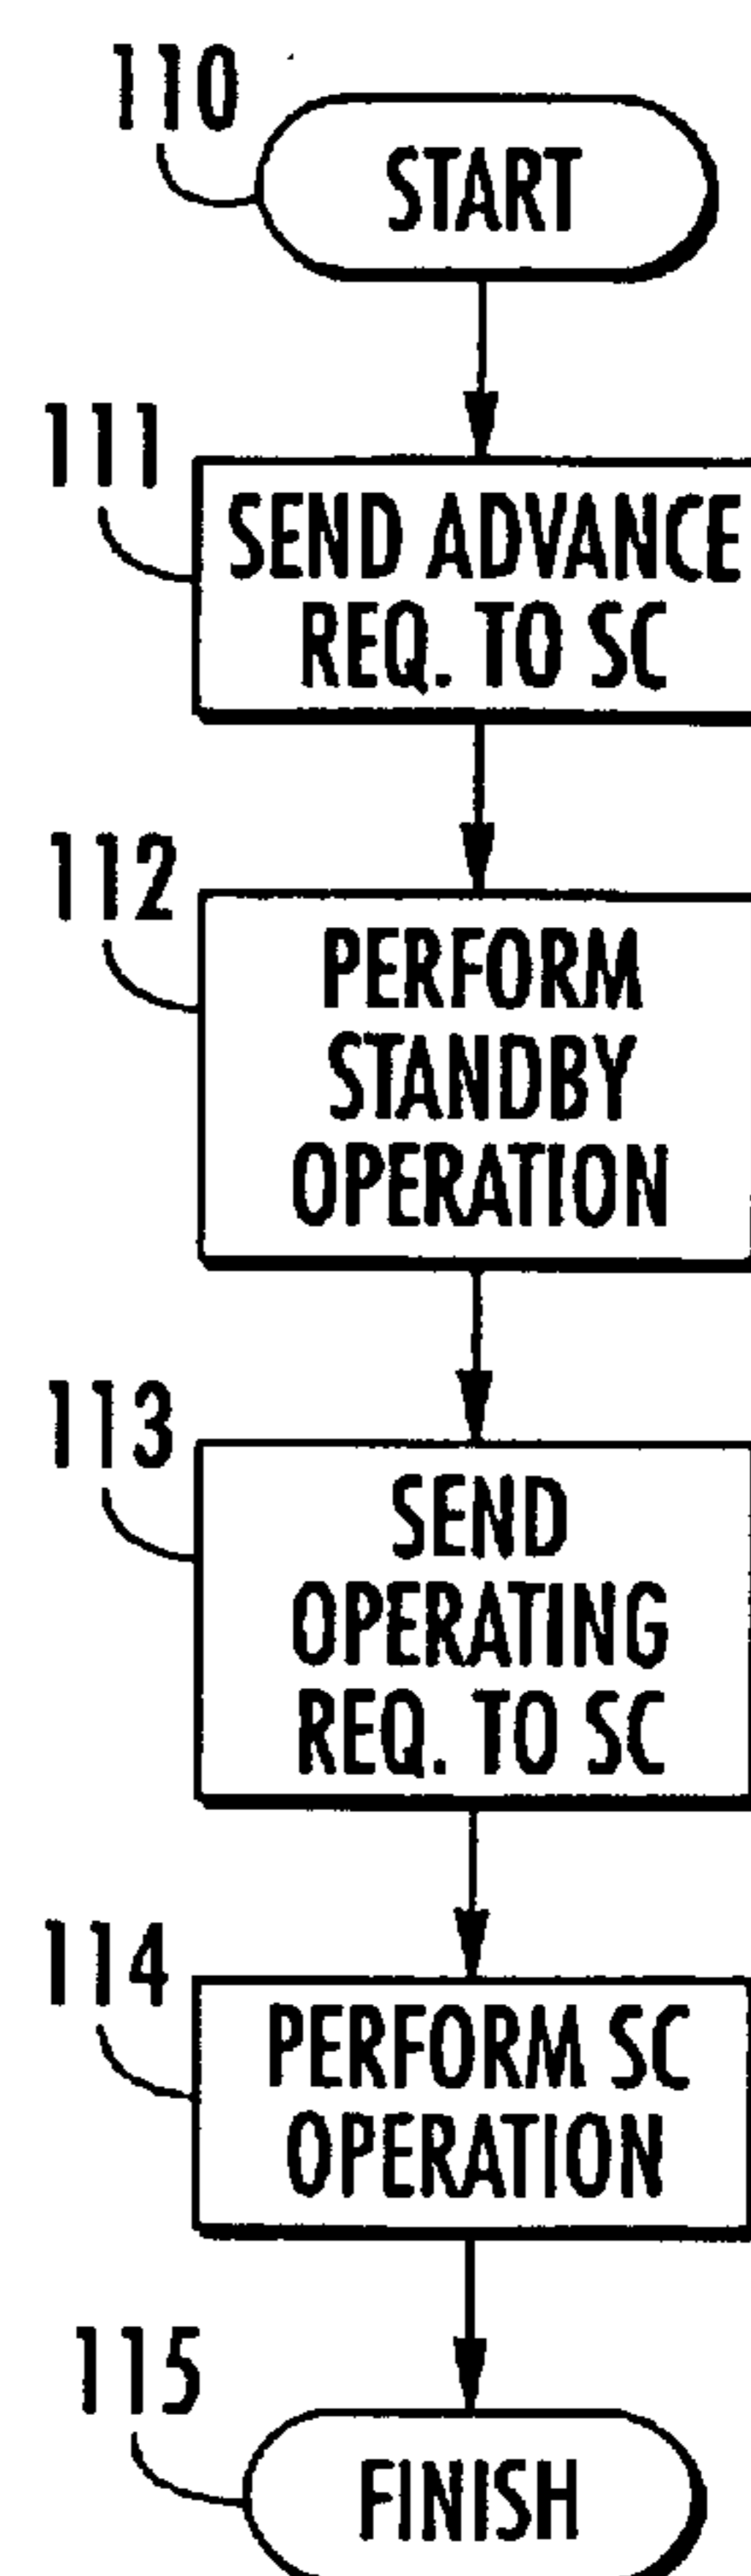 110
START
111
SEND ADVANCE
REQ. TO SC
112
PERFORM
STANDBY
OPERATION
113
SEND
OPERATING
REQ. TO SC
114
PERFORM SC
OPERATION
115
FINISH